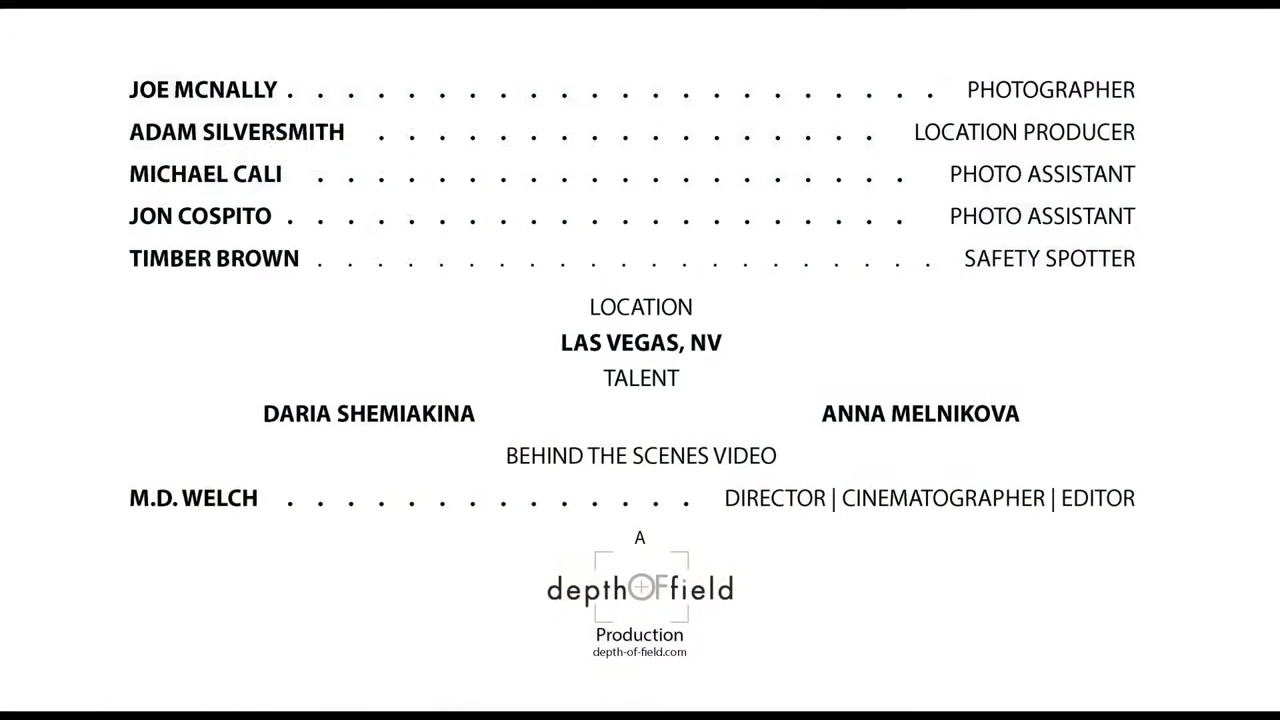 JOE MCNALLY . . . . . . . . . . . . . . . . . . . . . . PHOTOGRAPHER
ADAM SILVERSMITH . . . . . . . . . . . . . . . . . LOCATION PRODUCER
MICHAEL CALI . . . . . . . . . . . . . . . . . . . . PHOTO ASSISTANT
JON COSPITO . . . . . . . . . . . . . . . . . . . . . PHOTO ASSISTANT
TIMBER BROWN . . . . . . . . . . . . . . . . . . . . . SAFETY SPOTTER
LOCATION
LAS VEGAS, NV
TALENT
DARIA SHEMIAKINA ANNA MELNIKOVA
BEHIND THE SCENES VIDEO
M.D. WELCH . . . . . . . . . . . . . . DIRECTOR | CINEMATOGRAPHER | EDITOR
A
depthOFfield
Production
depth-of-field.com